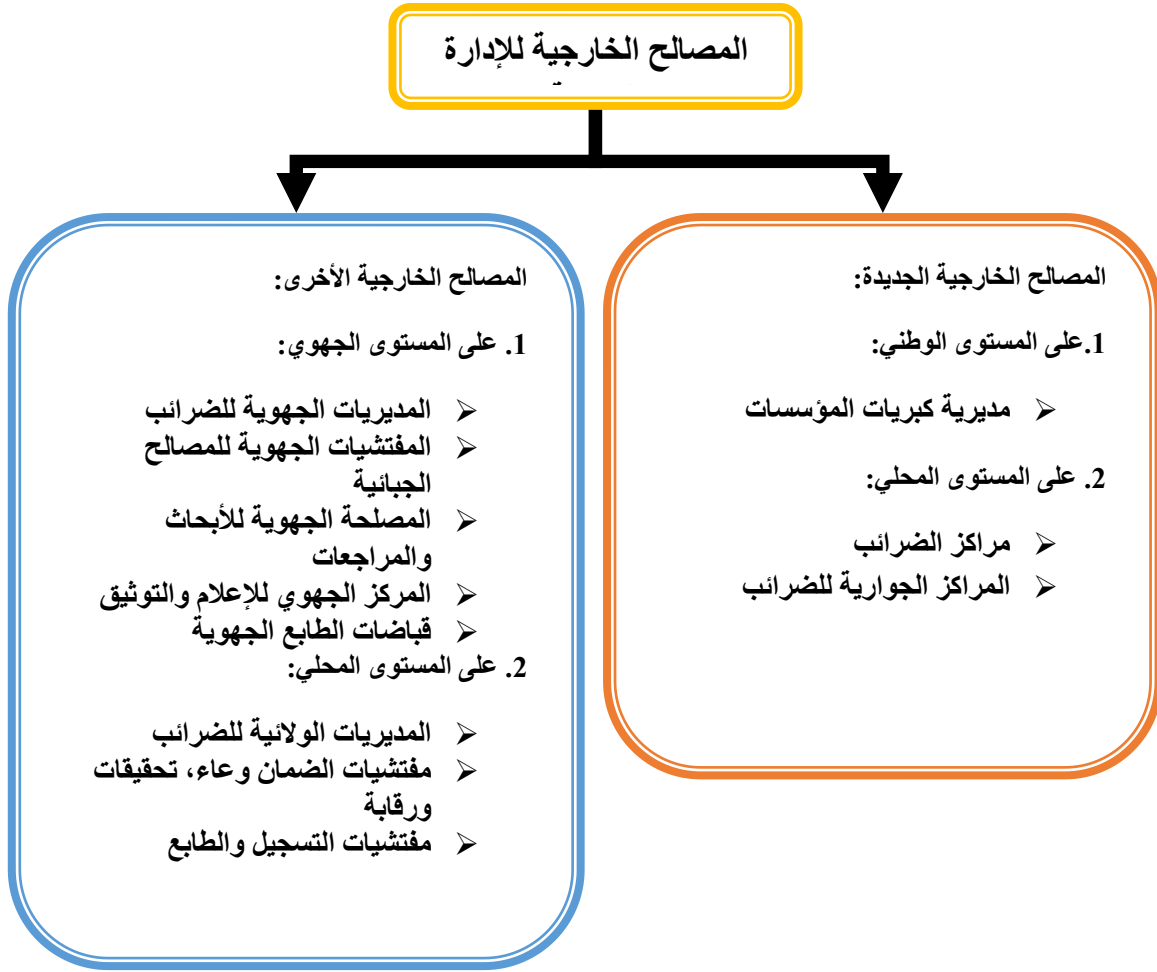 المصالح الخارجية للإدارة
المصالح الخارجية الجديدة:
1.على المستوى الوطني:
⮚ مديرية كبريات المؤسسات
2. على المستوى المحلي:
⮚ مراكز الضرائب
⮚ المراكز الجوارية للضرائب
المصالح الخارجية الأخرى:
1. على المستوى الجهوي:
⮚ المديريات الجهوية للضرائب
⮚ المفتشيات الجهوية للمصالح
الجبائية
⮚ المصلحة الجهوية للأبحاث
والمراجعات
⮚ المركز الجهوي للإعلام والتوثيق
⮚ قباضات الطابع الجهوية
2. على المستوى المحلي:
⮚ المديريات الولائية للضرائب
⮚ مفتشيات الضمان وعاء، تحقيقات
ورقابة
⮚ مفتشيات التسجيل والطابع